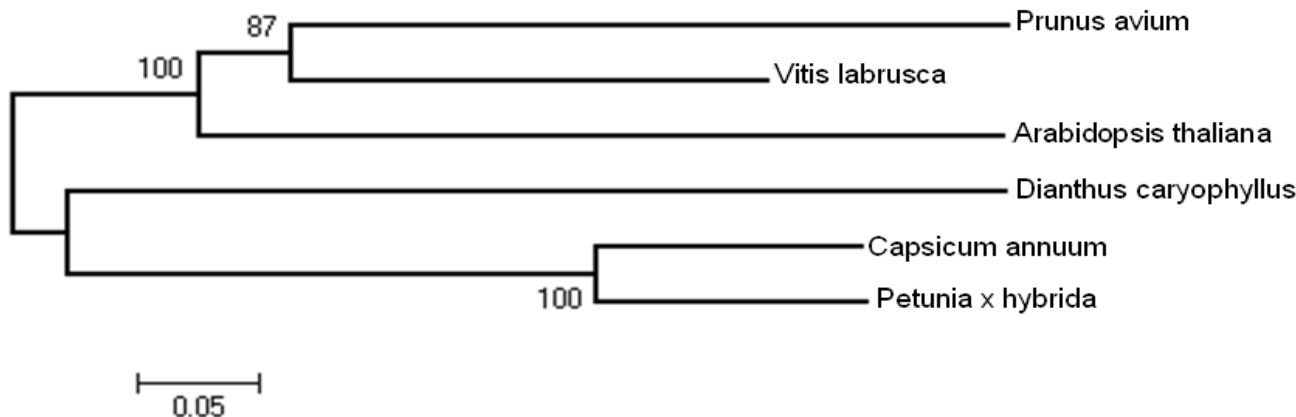 87
Prunus avium
100
Vitis labrusca
Arabidopsis thaliana
Dianthus caryophyllus
Capsicum annuum
100
Petunia x hybrida
0.05